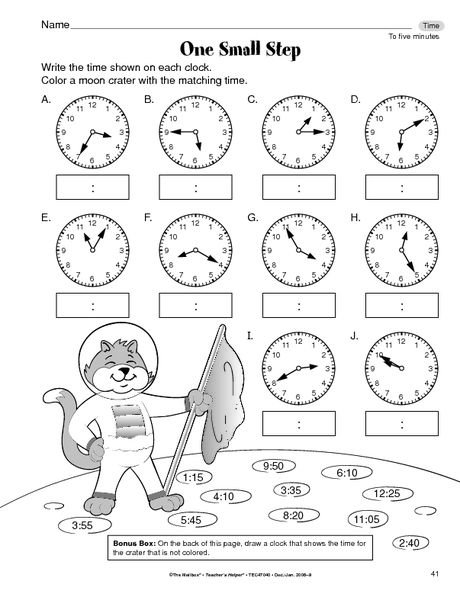 Name
Time
To five minutes
One Small Step
Write the time shown on each clock.
Color a moon crater with the matching time.
A. B. C. D.
: : : :
E. F. G. H.
: : : :
I. J.
: :
1:15 9:50 6:10
4:10 3:35 12:25
3:55 5:45 8:20 11:05
2:40
Bonus Box: On the back of this page, draw a clock that shows the time for
the crater that is not colored.
©The Mailbox® • Teacher's Helper® • TEC47040 • Dec./Jan. 2008–9
41